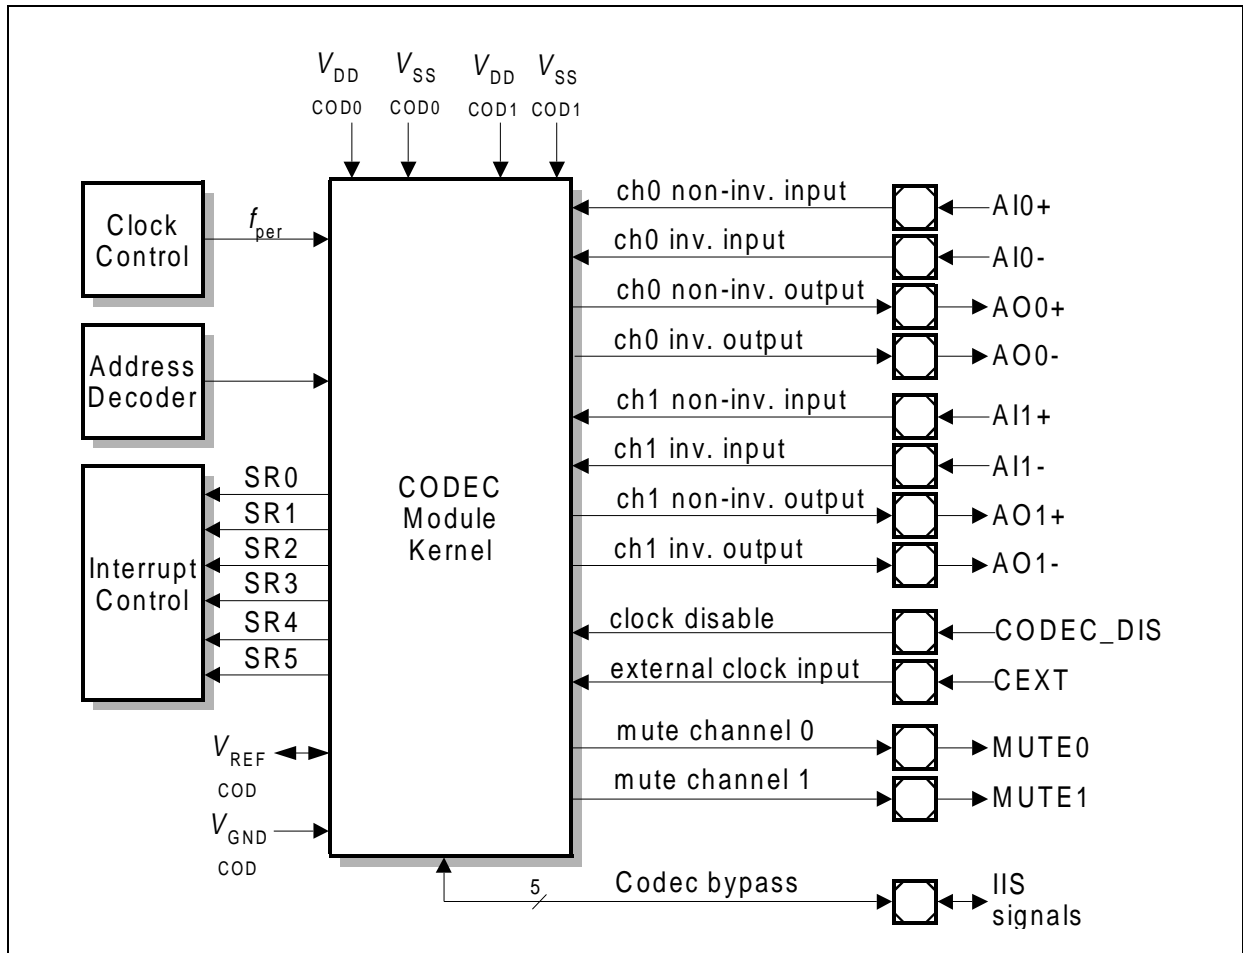 VDD VSS VDD VSS
COD0 COD0 COD1 COD1
Clock
Control
fper
Address
Decoder
Interrupt
Control
SR0
SR1
SR2
SR3
SR4
SR5
VREF
COD
VGND
COD
CODEC
Module
Kernel
ch0 non-inv. input AI0+
ch0 inv. input AI0-
ch0 non-inv. output AO0+
ch0 inv. output AO0-
ch1 non-inv. input AI1+
ch1 inv. input AI1-
ch1 non-inv. output AO1+
ch1 inv. output AO1-
clock disable CODEC_DIS
external clock input CEXT
mute channel 0 MUTE0
mute channel 1 MUTE1
5 Codec bypass IIS
signals